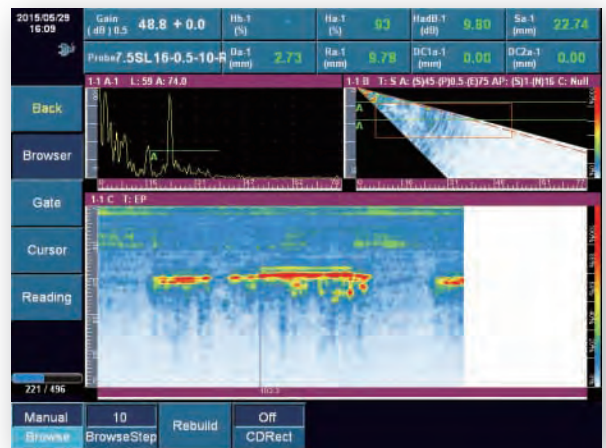 2015/05/29
16:09
Gain
(dB) 0.5
48.8 + 0.0
Hb-1
(%)
-
Ha-1
(%)
93
HadB-1
(dB)
9.80
Sa-1
(mm)
22.74
Probe
7.5SL16-0.5-10-R
Da-1
(mm)
2.73
Ra-1
(mm)
9.78
DC1a-1
(mm)
0.00
DC2a-1
(mm)
0.00
1-1 A-1 L: 59 A: 74.0
1-1 B T: S A: (S)45-(P)0.5-(E)75 AP: (S)1-(N)16 C: Null
A
A
A
Back
Browser
Gate
Cursor
Reading
1-1 C T: EP
221 / 496
Manual
Browse
10
BrowseStep
Rebuild
Off
CDRect